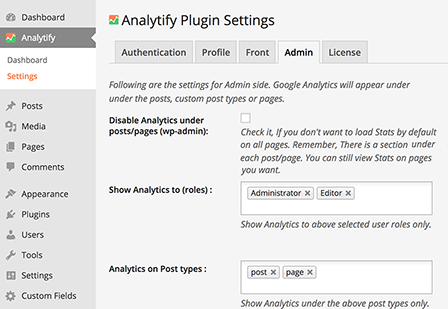 Dashboard
Analytify
Dashboard
Settings
Posts
Media
Pages
Comments
Appearance
Plugins
Users
Tools
Settings
Custom Fields
Analytify Plugin Settings
Authentication Profile Front Admin License
Following are the settings for Admin side. Google Analytics will appear under
under the posts, custom post types or pages.
Disable Analytics under
posts/pages (wp-admin):
Check it, If you don't want to load Stats by default
on all pages. Remember, There is a section under
each post/page. You can still view Stats on pages
you want.
Show Analytics to (roles) :
Administrator × Editor ×
Show Analytics to above selected user roles only.
Analytics on Post types :
post × page ×
Show Analytics under the above post types only.